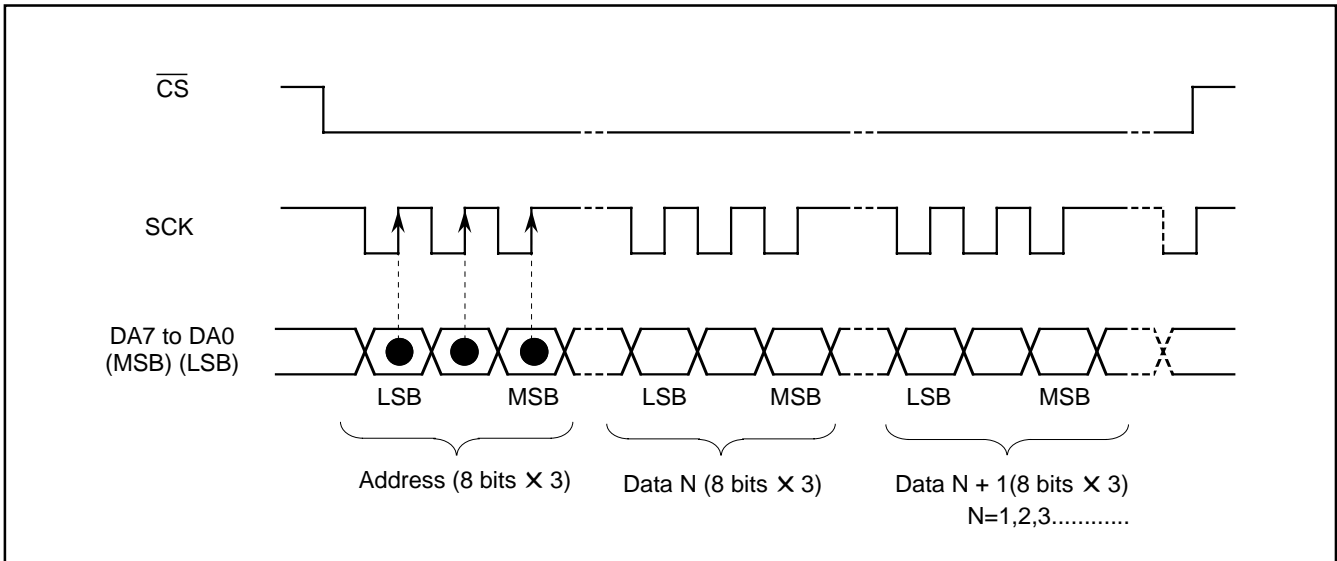 CS
SCK
DA7 to DA0
(MSB) (LSB)
LSB MSB LSB MSB LSB MSB
Address (8 bits × 3) Data N (8 bits × 3) Data N + 1(8 bits × 3)
N=1,2,3............